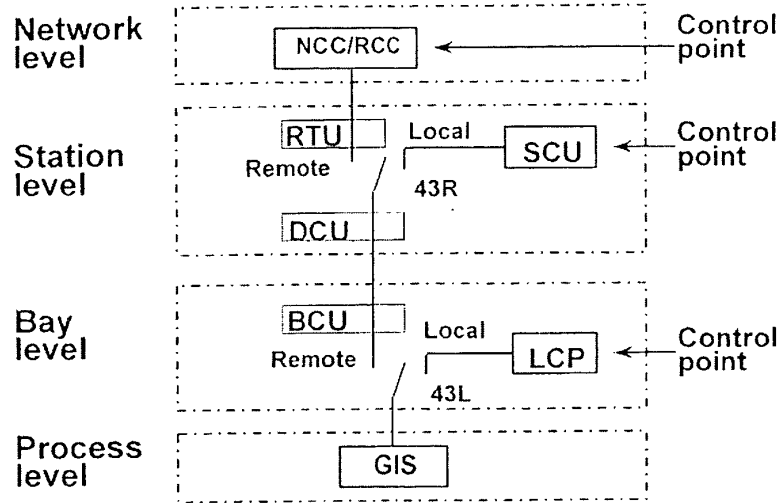 Network
level
NCC/RCC
Control
point
Station
level
RTU
Local
Remote
SCU
Control
point
43R
DCU
Bay
level
BCU
Local
Remote
LCP
Control
point
43L
Process
level
GIS